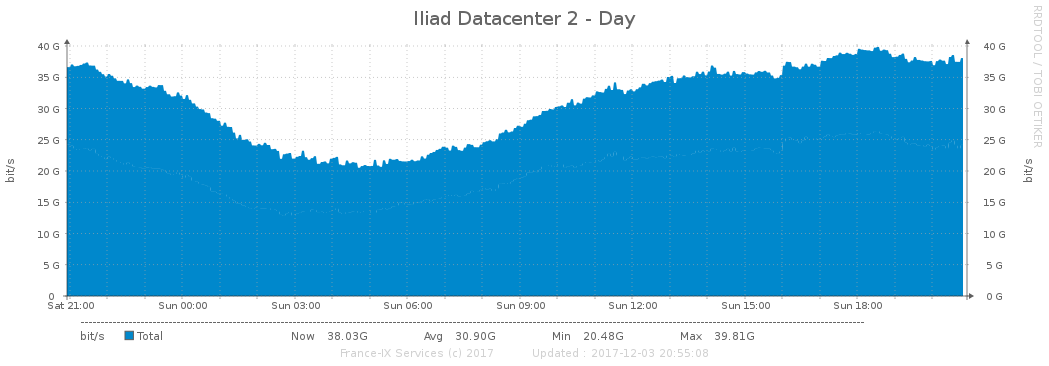 Iliad Datacenter 2 - Day
RRDTOOL / TOBI OETIKER
40 G 40 G
35 G 35 G
30 G 30 G
25 G 25 G
20 G 20 G
15 G 15 G
10 G 10 G
5 G 5 G
0 0 G
bit/s bit/s
Sat 21:00 Sun 00:00 Sun 03:00 Sun 06:00 Sun 09:00 Sun 12:00 Sun 15:00 Sun 18:00
bit/s Total Now 38.03G Avg 30.90G Min 20.48G Max 39.81G
France-IX Services (c) 2017 Updated : 2017-12-03 20:55:08